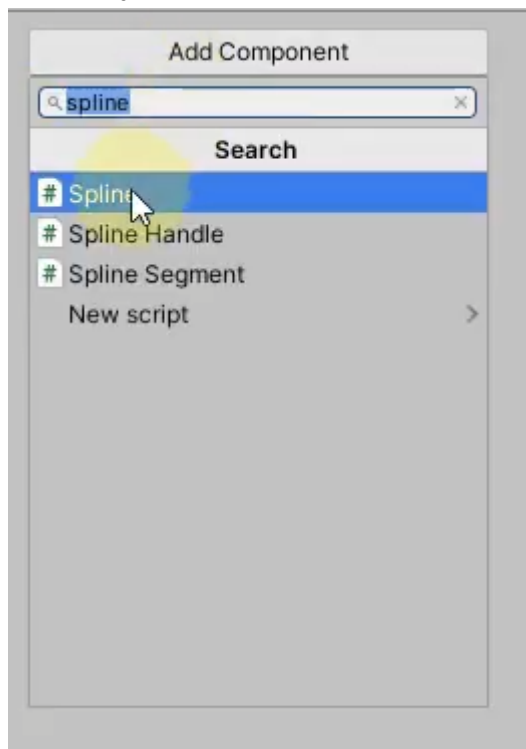 Add Component
spline
Search
# Spline
# Spline Handle
# Spline Segment
New script